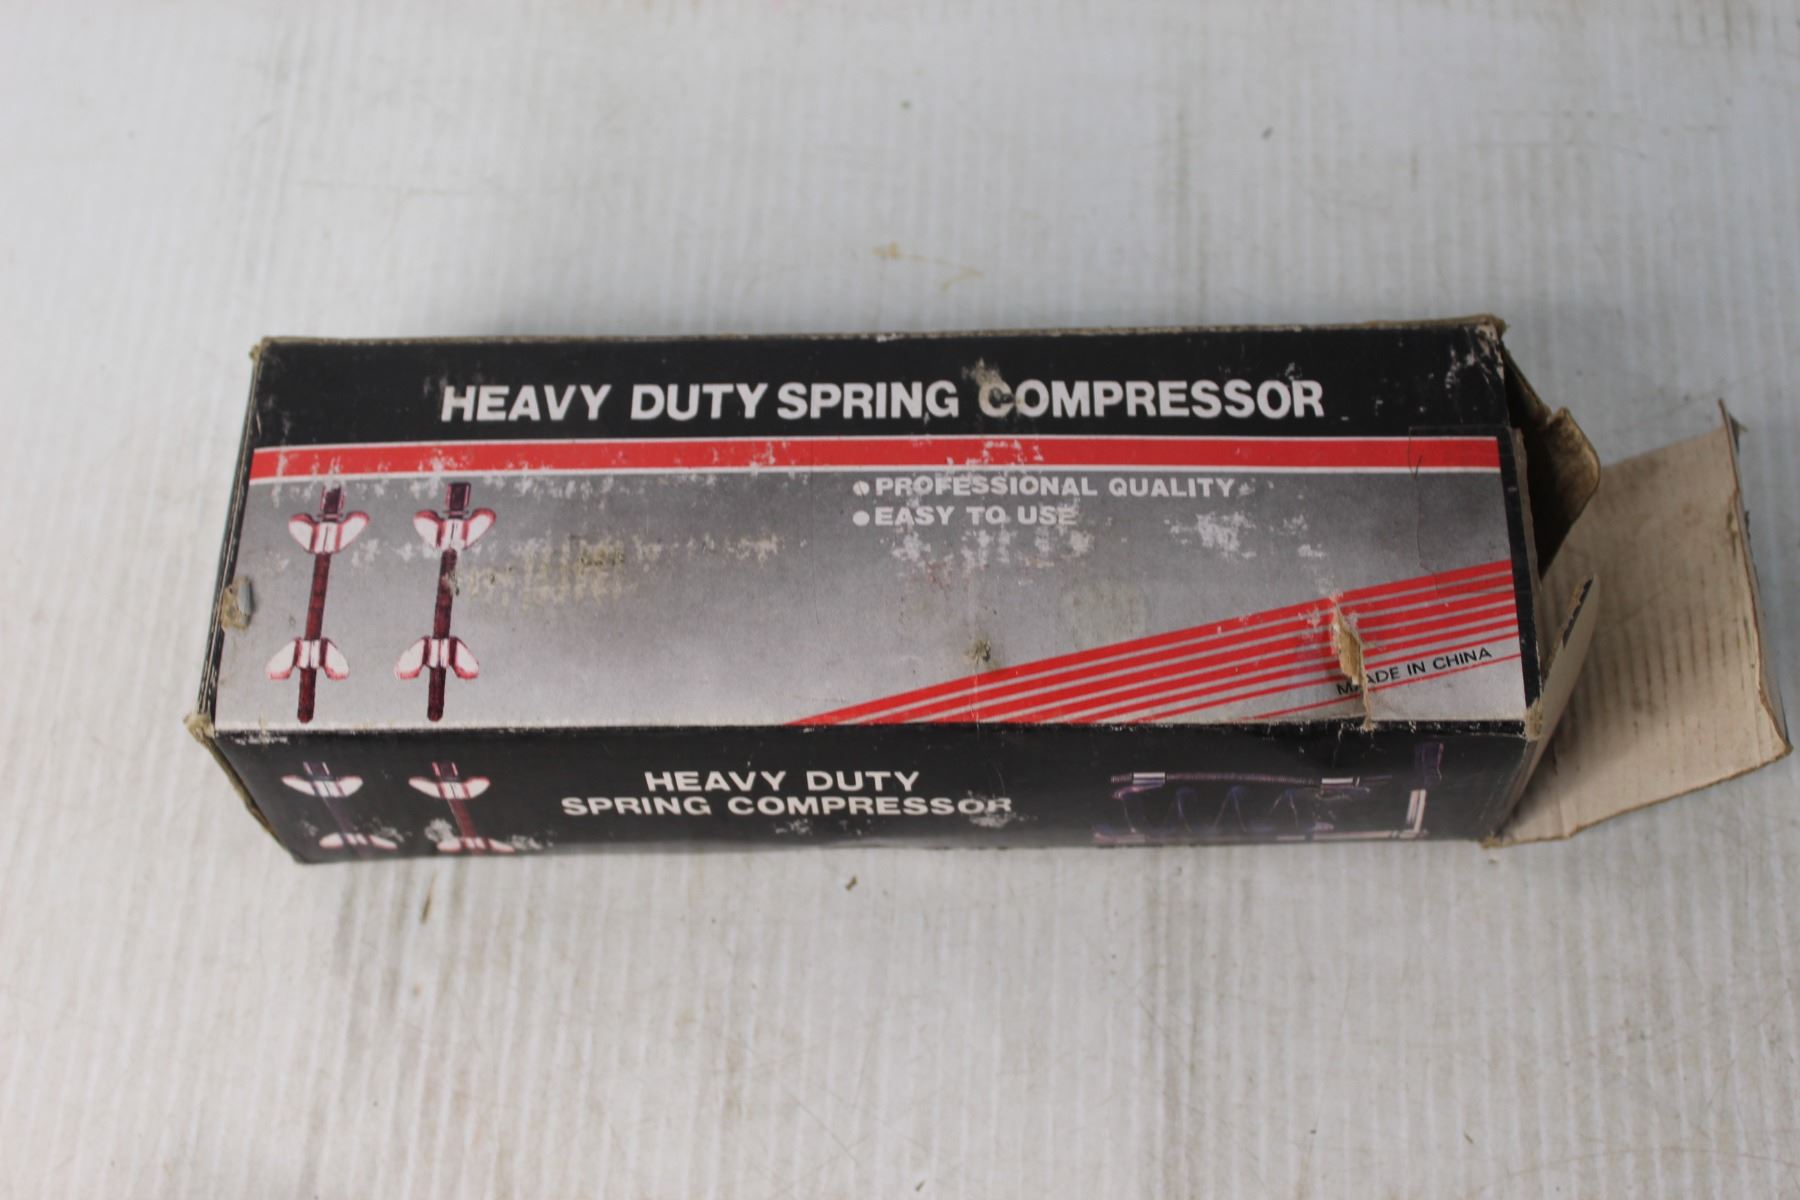 HEAVY DUTY SPRING COMPRESSOR
● PROFESSIONAL QUALITY
● EASY TO USE
MADE IN CHINA
HEAVY DUTY
SPRING COMPRESSOR